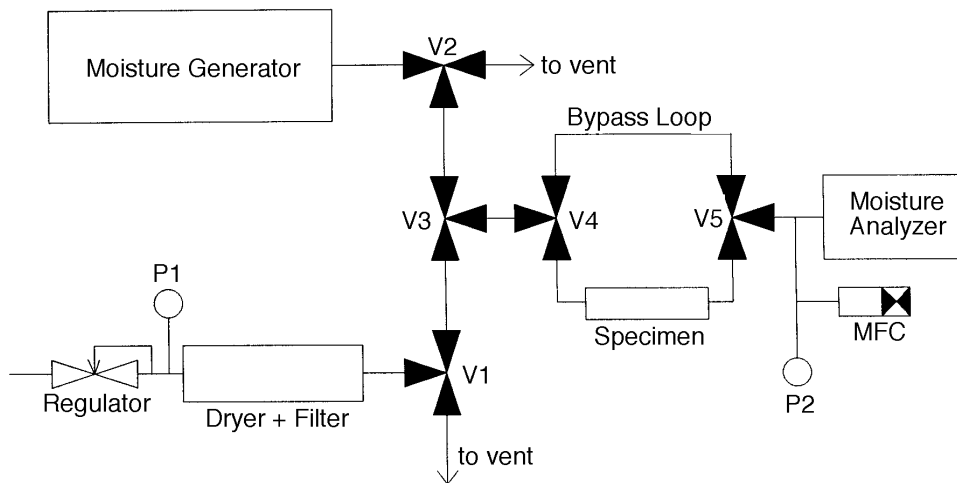 Moisture Generator
V2
to vent
Bypass Loop
V3
V4
V5
Moisture
Analyzer
P1
Specimen
MFC
Regulator
Dryer + Filter
V1
P2
to vent